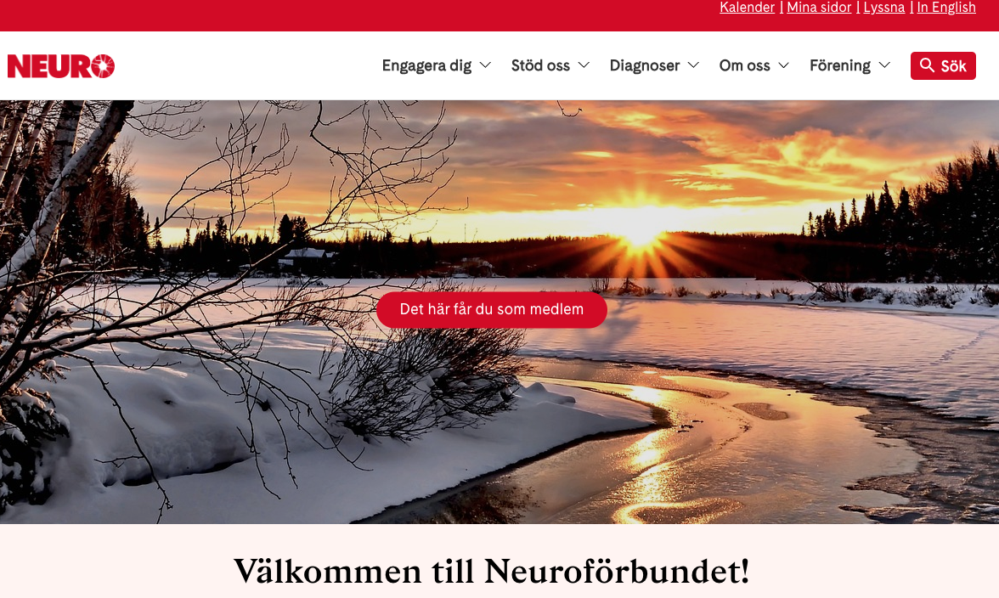 Kalender | Mina sidor | Lyssna | In English
NEURO
Engagera dig Stöd oss Diagnoser Om oss Förening Sök
Det här får du som medlem
Välkommen till Neuroförbundet!